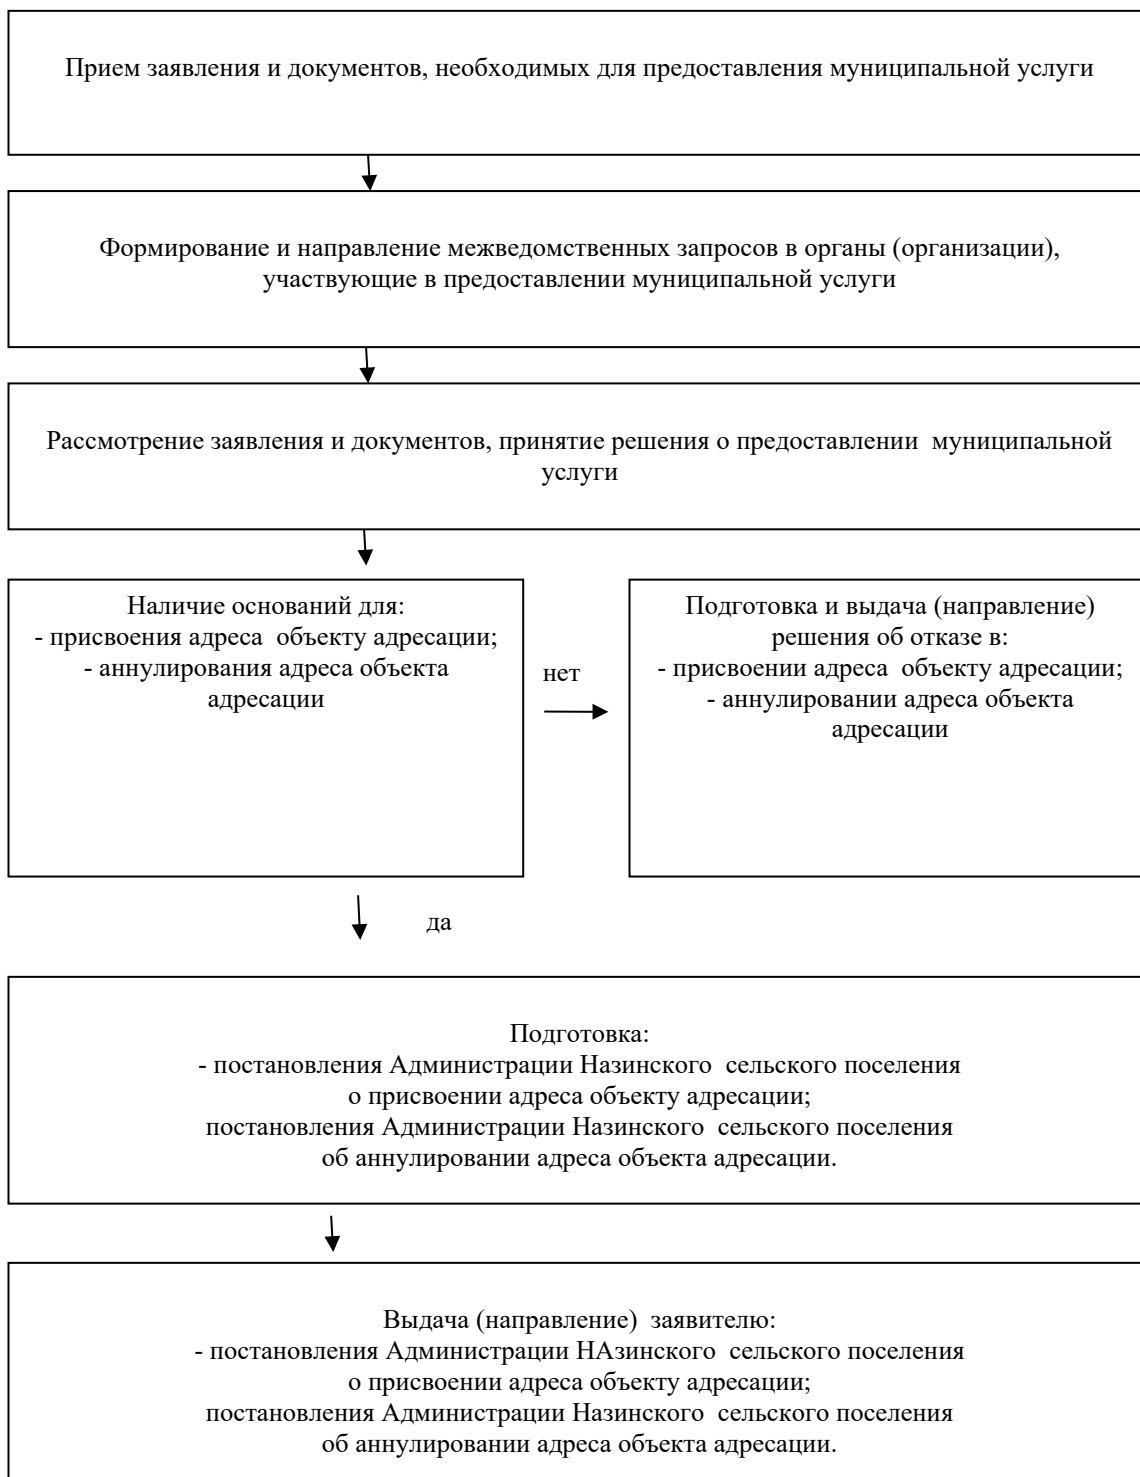 Прием заявления и документов, необходимых для предоставления муниципальной услуги
Формирование и направление межведомственных запросов в органы (организации),
участвующие в предоставлении муниципальной услуги
Рассмотрение заявления и документов, принятие решения о предоставлении  муниципальной
услуги
Наличие оснований для:
- присвоения адреса  объекту адресации;
- аннулирования адреса объекта
адресации
нет
Подготовка и выдача (направление)
решения об отказе в:
- присвоении адреса  объекту адресации;
- аннулировании адреса объекта
адресации
да
Подготовка:
- постановления Администрации Назинского  сельского поселения
о присвоении адреса объекту адресации;
постановления Администрации Назинского  сельского поселения
об аннулировании адреса объекта адресации.
Выдача (направление)  заявителю:
- постановления Администрации НАзинского  сельского поселения
о присвоении адреса объекту адресации;
постановления Администрации Назинского  сельского поселения
об аннулировании адреса объекта адресации.